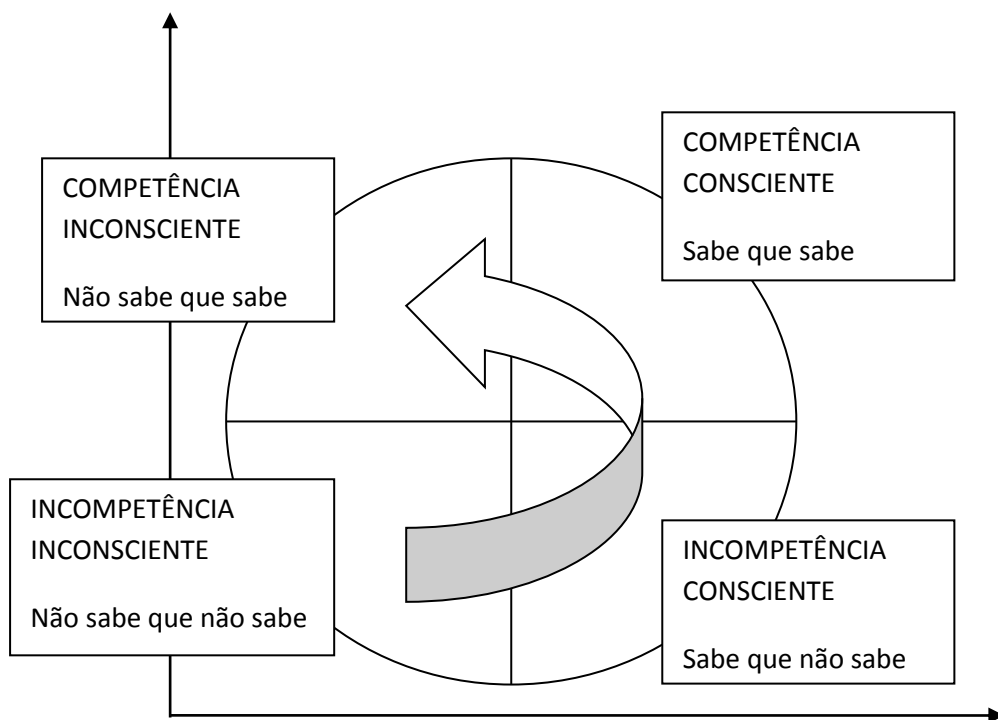 COMPETÊNCIA
INCONSCIENTE
Não sabe que sabe
COMPETÊNCIA
CONSCIENTE
Sabe que sabe
INCOMPETÊNCIA
INCONSCIENTE
Não sabe que não sabe
INCOMPETÊNCIA
CONSCIENTE
Sabe que não sabe